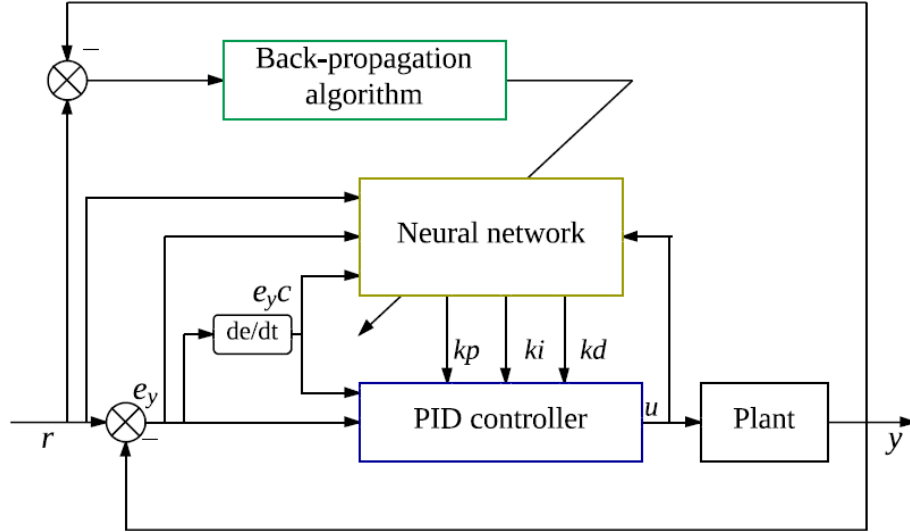 −
Back-propagation
algorithm
Neural network
e_yc
de/dt
kp
ki
kd
e_y
PID controller
u
Plant
r
−
y